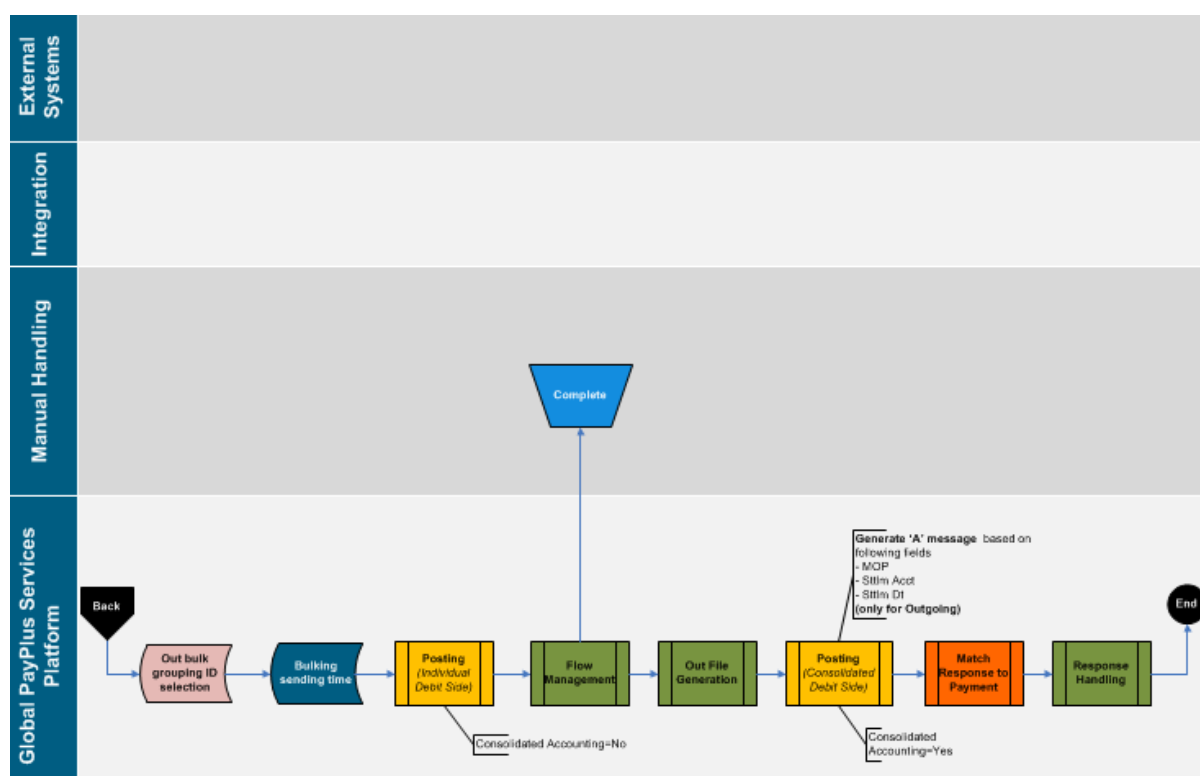 External
Systems
Integration
Manual Handling
Complete
Global PayPlus Services
Platform
Generate 'A' message based on
following fields
- MOP
- Sttlm Acct
- Sttlm Dt
(only for Outgoing)
Back
End
Out bulk
grouping ID
selection
Bulking
sending time
Posting
(Individual
Debit Side)
Flow
Management
Out File
Generation
Posting
(Consolidated
Debit Side)
Match
Response to
Payment
Response
Handling
Consolidated Accounting=No
Consolidated
Accounting=Yes